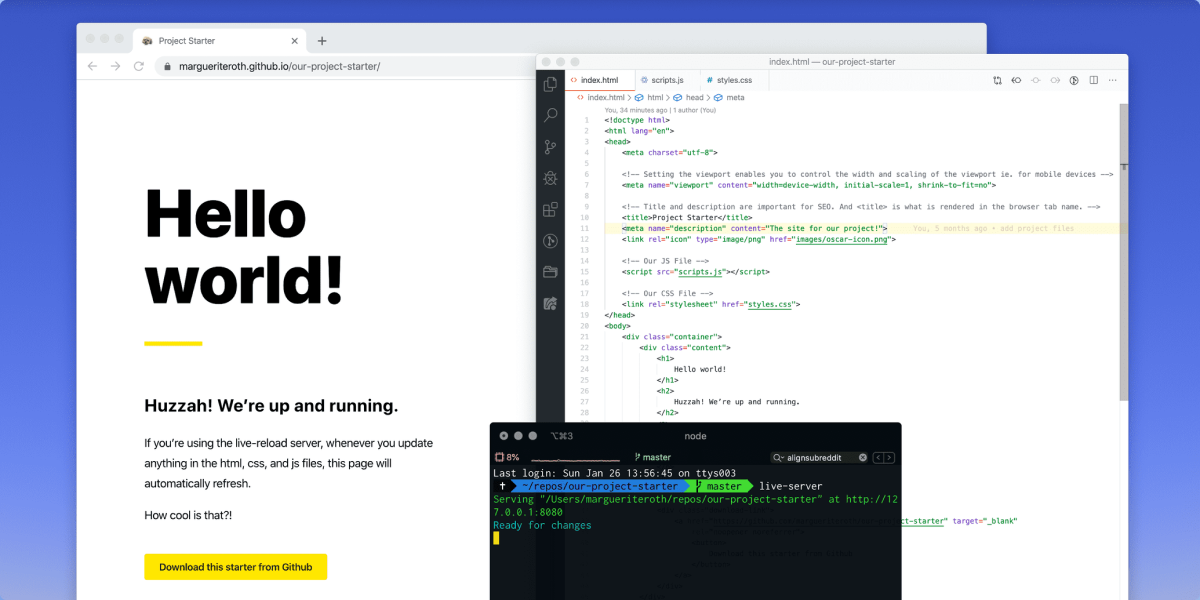 Project Starter
margueriteroth.github.io/our-project-starter/
Hello
world!
Huzzah! We’re up and running.
If you’re using the live-reload server, whenever you update
anything in the html, css, and js files, this page will
automatically refresh.
How cool is that?!
Download this starter from Github
index.html — our-project-starter
index.html
scripts.js
styles.css
index.html > html > head > meta
You, 34 minutes ago | 1 author (You)
1 <!doctype html>
2 <html lang="en">
3 <head>
4 <meta charset="utf-8">
5
6 <!-- Setting the viewport enables you to control the width and scaling of the viewport ie. for mobile devices -->
7 <meta name="viewport" content="width=device-width, initial-scale=1, shrink-to-fit=no">
8
9 <!-- Title and description are important for SEO. And <title> is what is rendered in the browser tab name. -->
10 <title>Project Starter</title>
11 <meta name="description" content="The site for our project!"> You, 5 months ago • add project files
12 <link rel="icon" type="image/png" href="images/oscar-icon.png">
13
14 <!-- Our JS File -->
15 <script src="scripts.js"></script>
16
17 <!-- Our CSS File -->
18 <link rel="stylesheet" href="styles.css">
19 </head>
20 <body>
21 <div class="container">
22 <div class="content">
23 <h1>
24 Hello world!
25 </h1>
26 <h2>
27 Huzzah! We’re up and running.
28 </h2>
ct-starter" target="_blank"
⌥⌘3
node
8%
master
alignsubreddit
Last login: Sun Jan 26 13:56:45 on ttys003
~/repos/our-project-starter master live-server
Serving "/Users/margueriteroth/repos/our-project-starter" at http://12
7.0.0.1:8080
Ready for changes